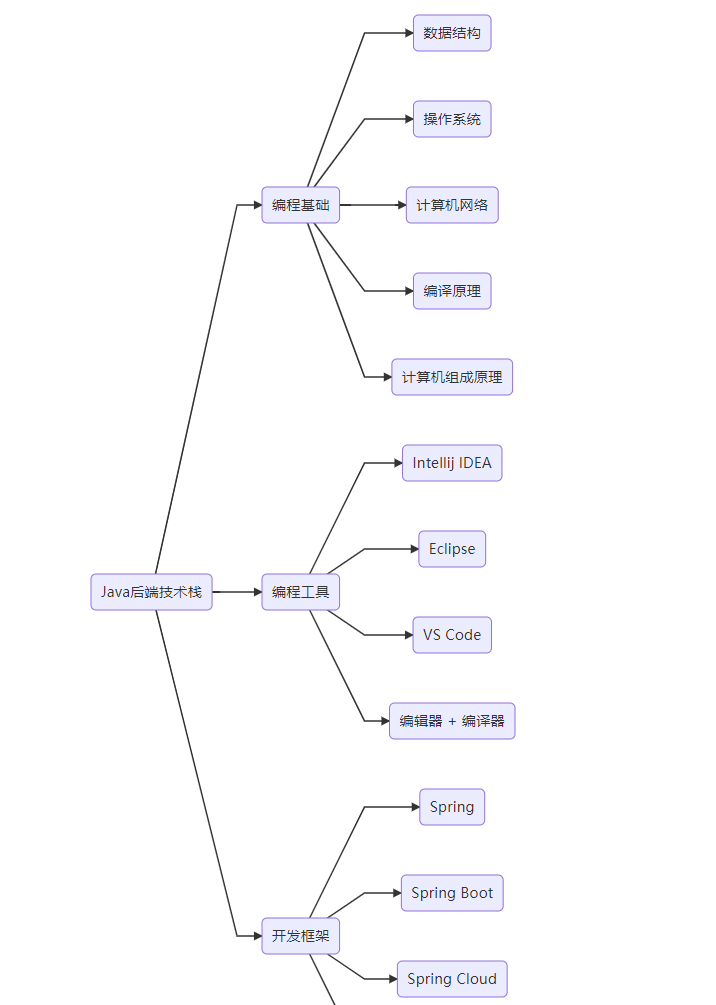 数据结构
操作系统
编程基础
计算机网络
编译原理
计算机组成原理
Intellij IDEA
Eclipse
Java后端技术栈
编程工具
VS Code
编辑器 + 编译器
Spring
Spring Boot
开发框架
Spring Cloud